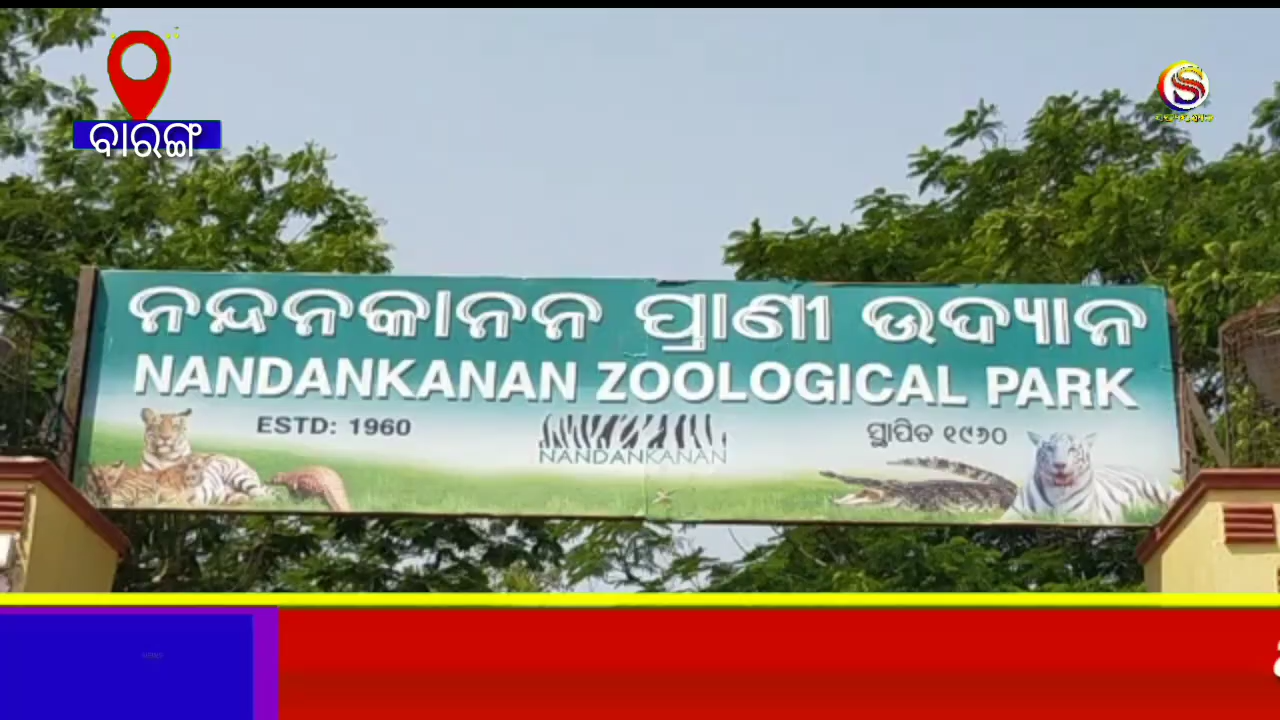 ବାରଙ୍ଗ
ନନ୍ଦନକାନନ ପ୍ରାଣୀ ଉଦ୍ୟାନ
NANDANKANAN ZOOLOGICAL PARK
ESTD: 1960
NANDANKANAN
ସ୍ଥାପିତ ୧୯୬୦